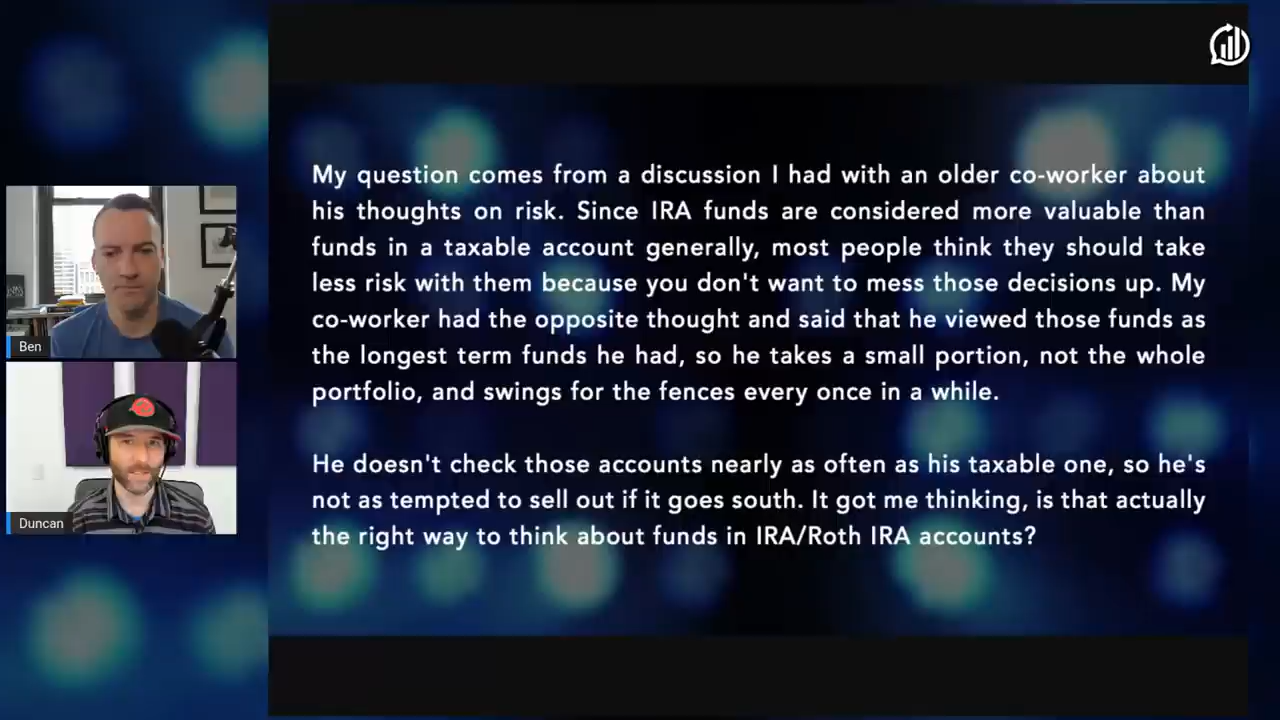 My question comes from a discussion I had with an older co-worker about
his thoughts on risk. Since IRA funds are considered more valuable than
funds in a taxable account generally, most people think they should take
less risk with them because you don't want to mess those decisions up. My
co-worker had the opposite thought and said that he viewed those funds as
the longest term funds he had, so he takes a small portion, not the whole
portfolio, and swings for the fences every once in a while.
He doesn't check those accounts nearly as often as his taxable one, so he's
not as tempted to sell out if it goes south. It got me thinking, is that actually
the right way to think about funds in IRA/Roth IRA accounts?
Ben
Duncan